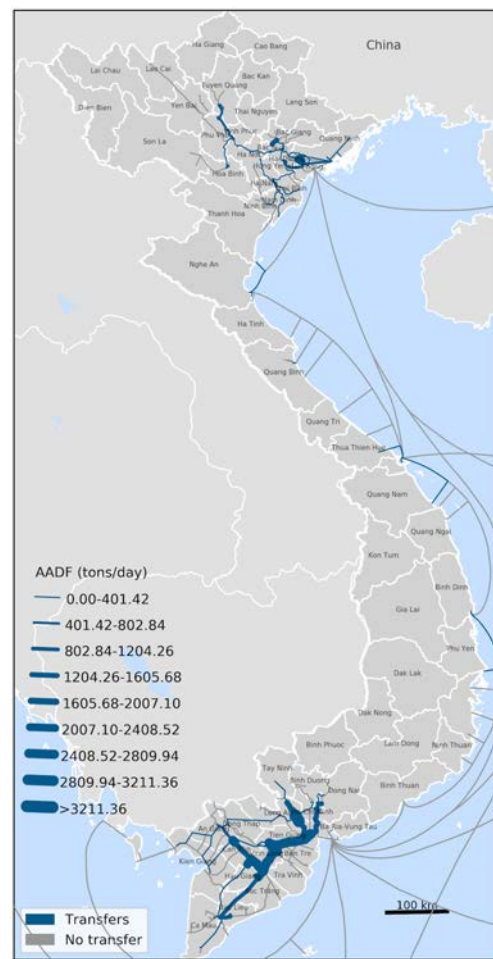 China
Ha Giang
Cao Bang
Lai Chau
Lao Cai
Bac Kan
Tuyen Quang
Dien Bien
Yen Bai
Thai Nguyen
Lang Son
Son La
Phu Tho
Bac Giang
Quang Ninh
Hoa Binh
Ninh Binh
Thanh Hoa
Nghe An
Ha Tinh
Quang Binh
Quang Tri
Thua Thien Hue
Quang Nam
Quang Ngai
Kon Tum
Binh Dinh
Gia Lai
Phu Yen
Dak Lak
Dak Nong
Lam Dong
Ninh Thuan
Binh Phuoc
Tay Ninh
Binh Duong
Dong Nai
Binh Thuan
Ba Ria-Vung Tau
Dong Thap
Kien Giang
Ben Tre
Hau Giang
Tra Vinh
Ca Mau
AADF (tons/day)
0.00-401.42
401.42-802.84
802.84-1204.26
1204.26-1605.68
1605.68-2007.10
2007.10-2408.52
2408.52-2809.94
2809.94-3211.36
>3211.36
Transfers
No transfer
100 km